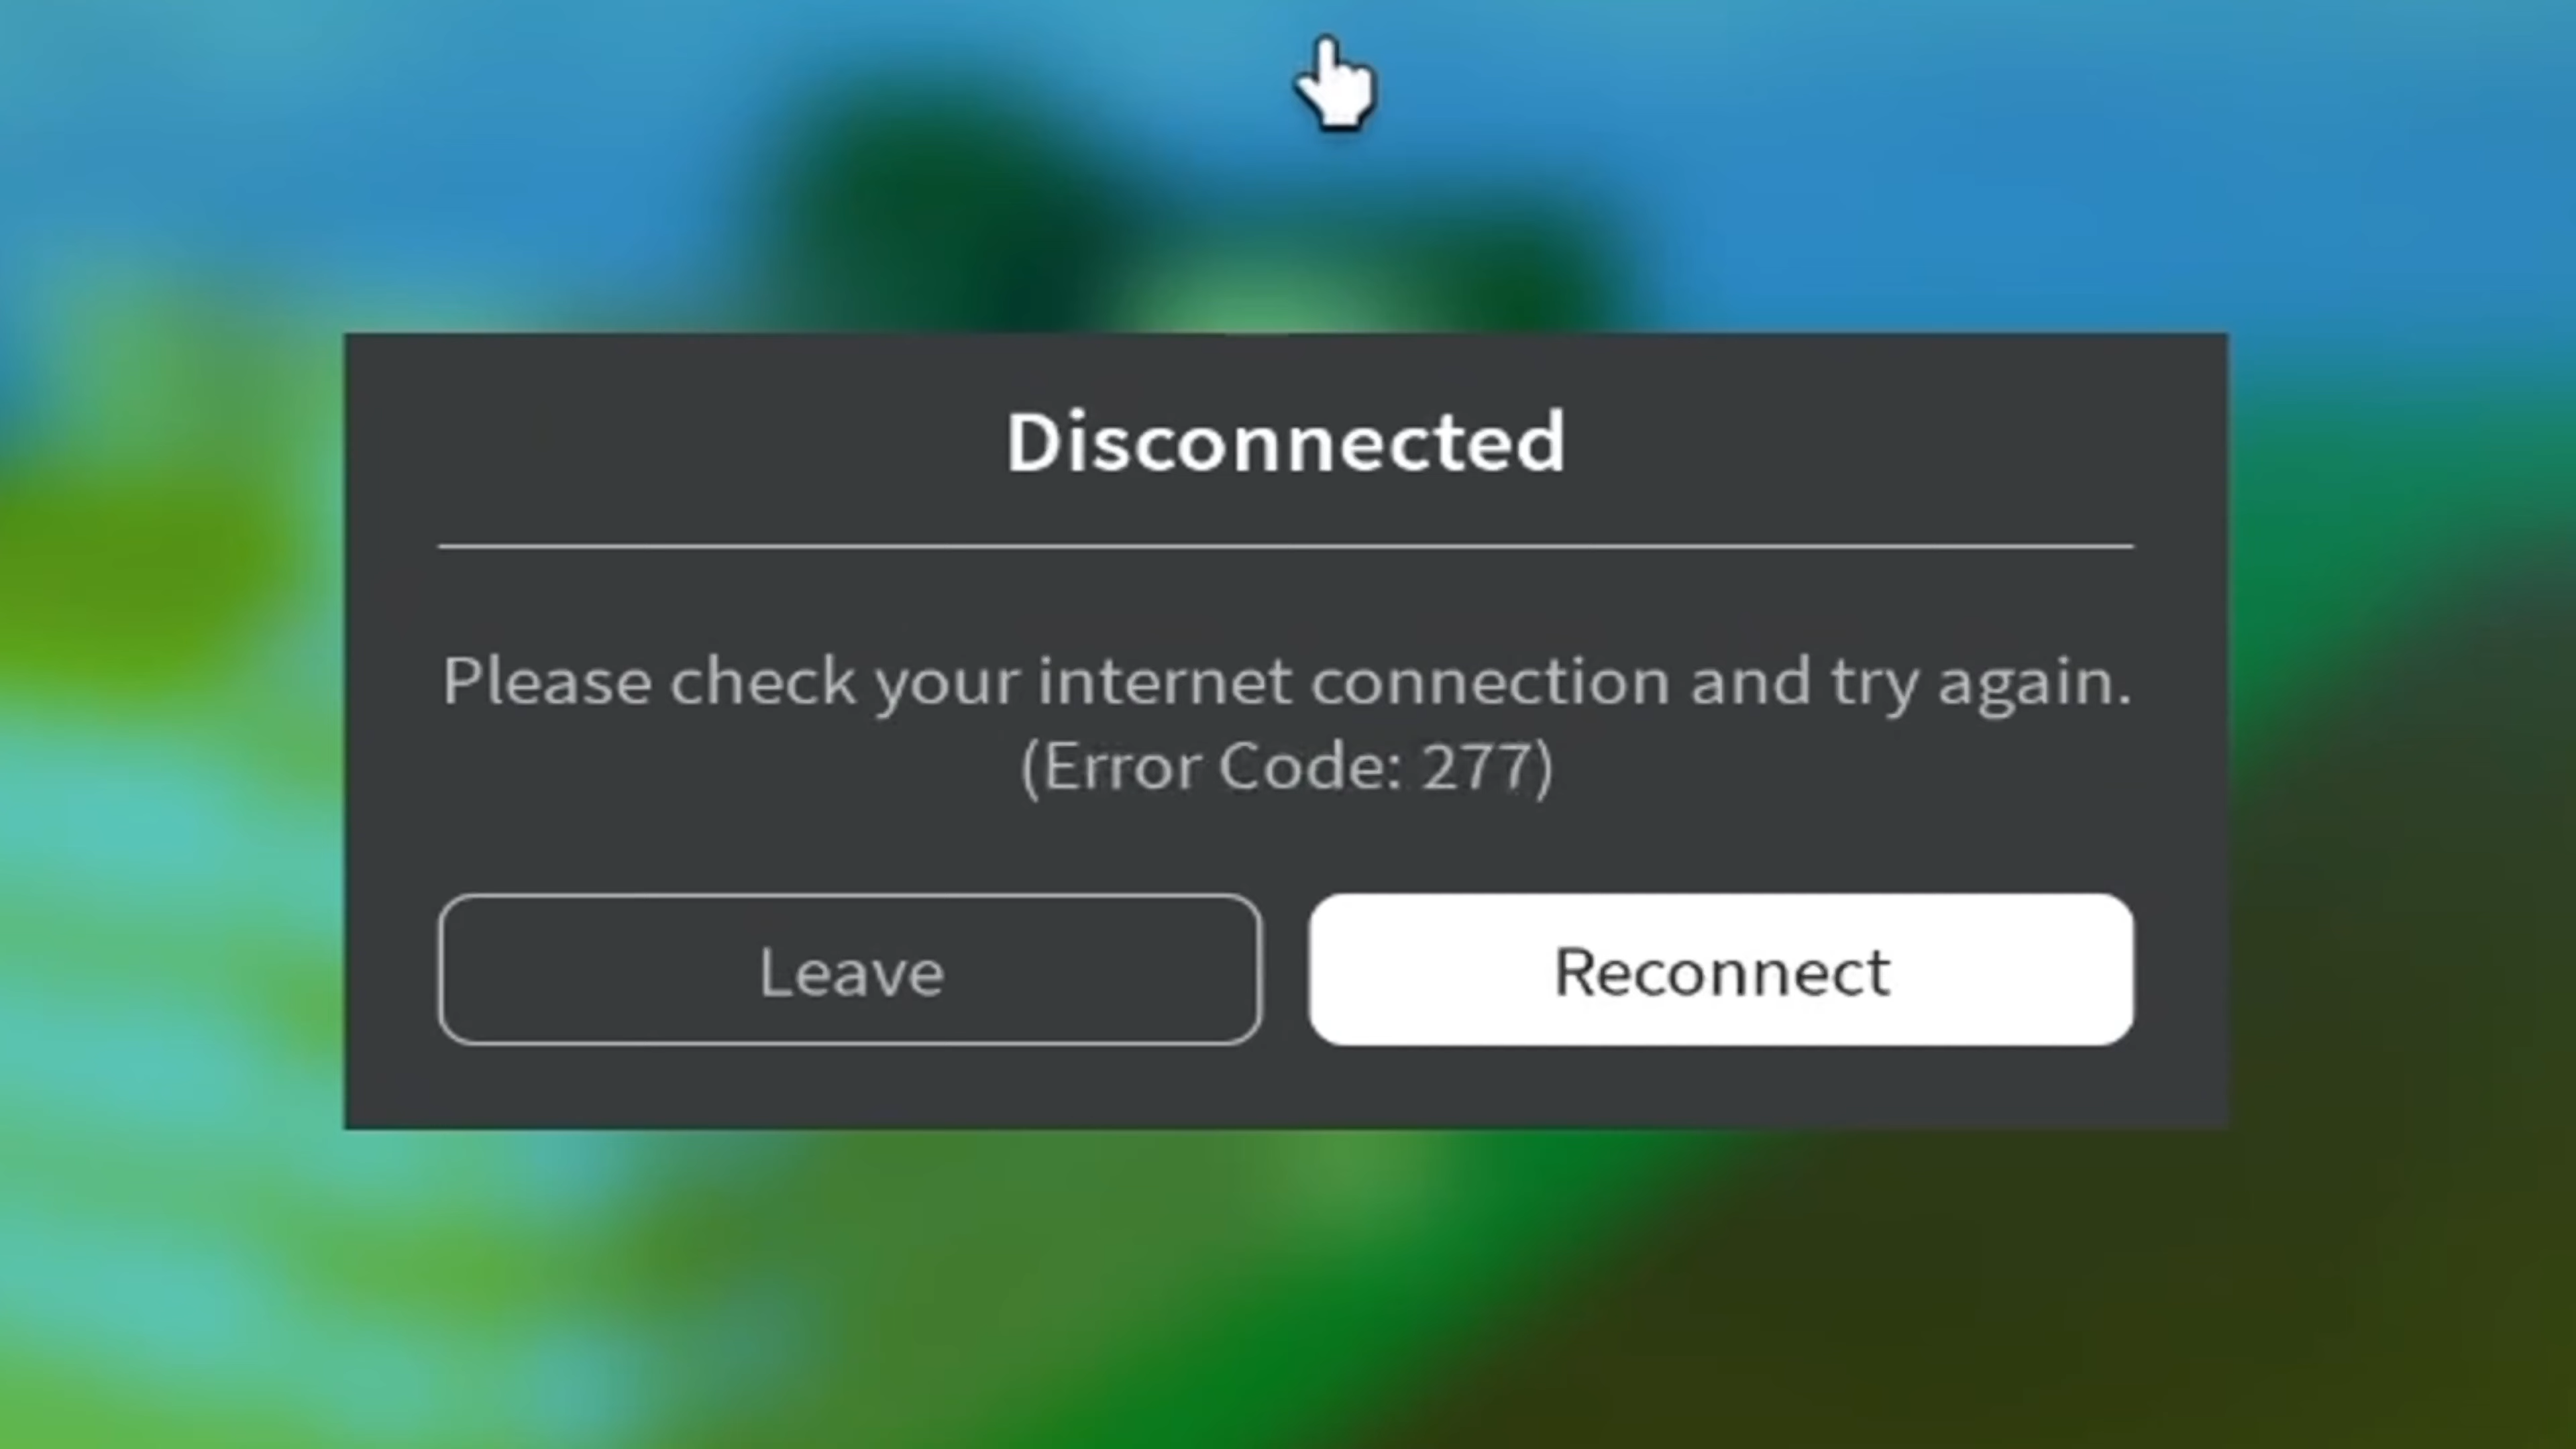 Disconnected
Please check your internet connection and try again.
(Error Code: 277)
Leave
Reconnect